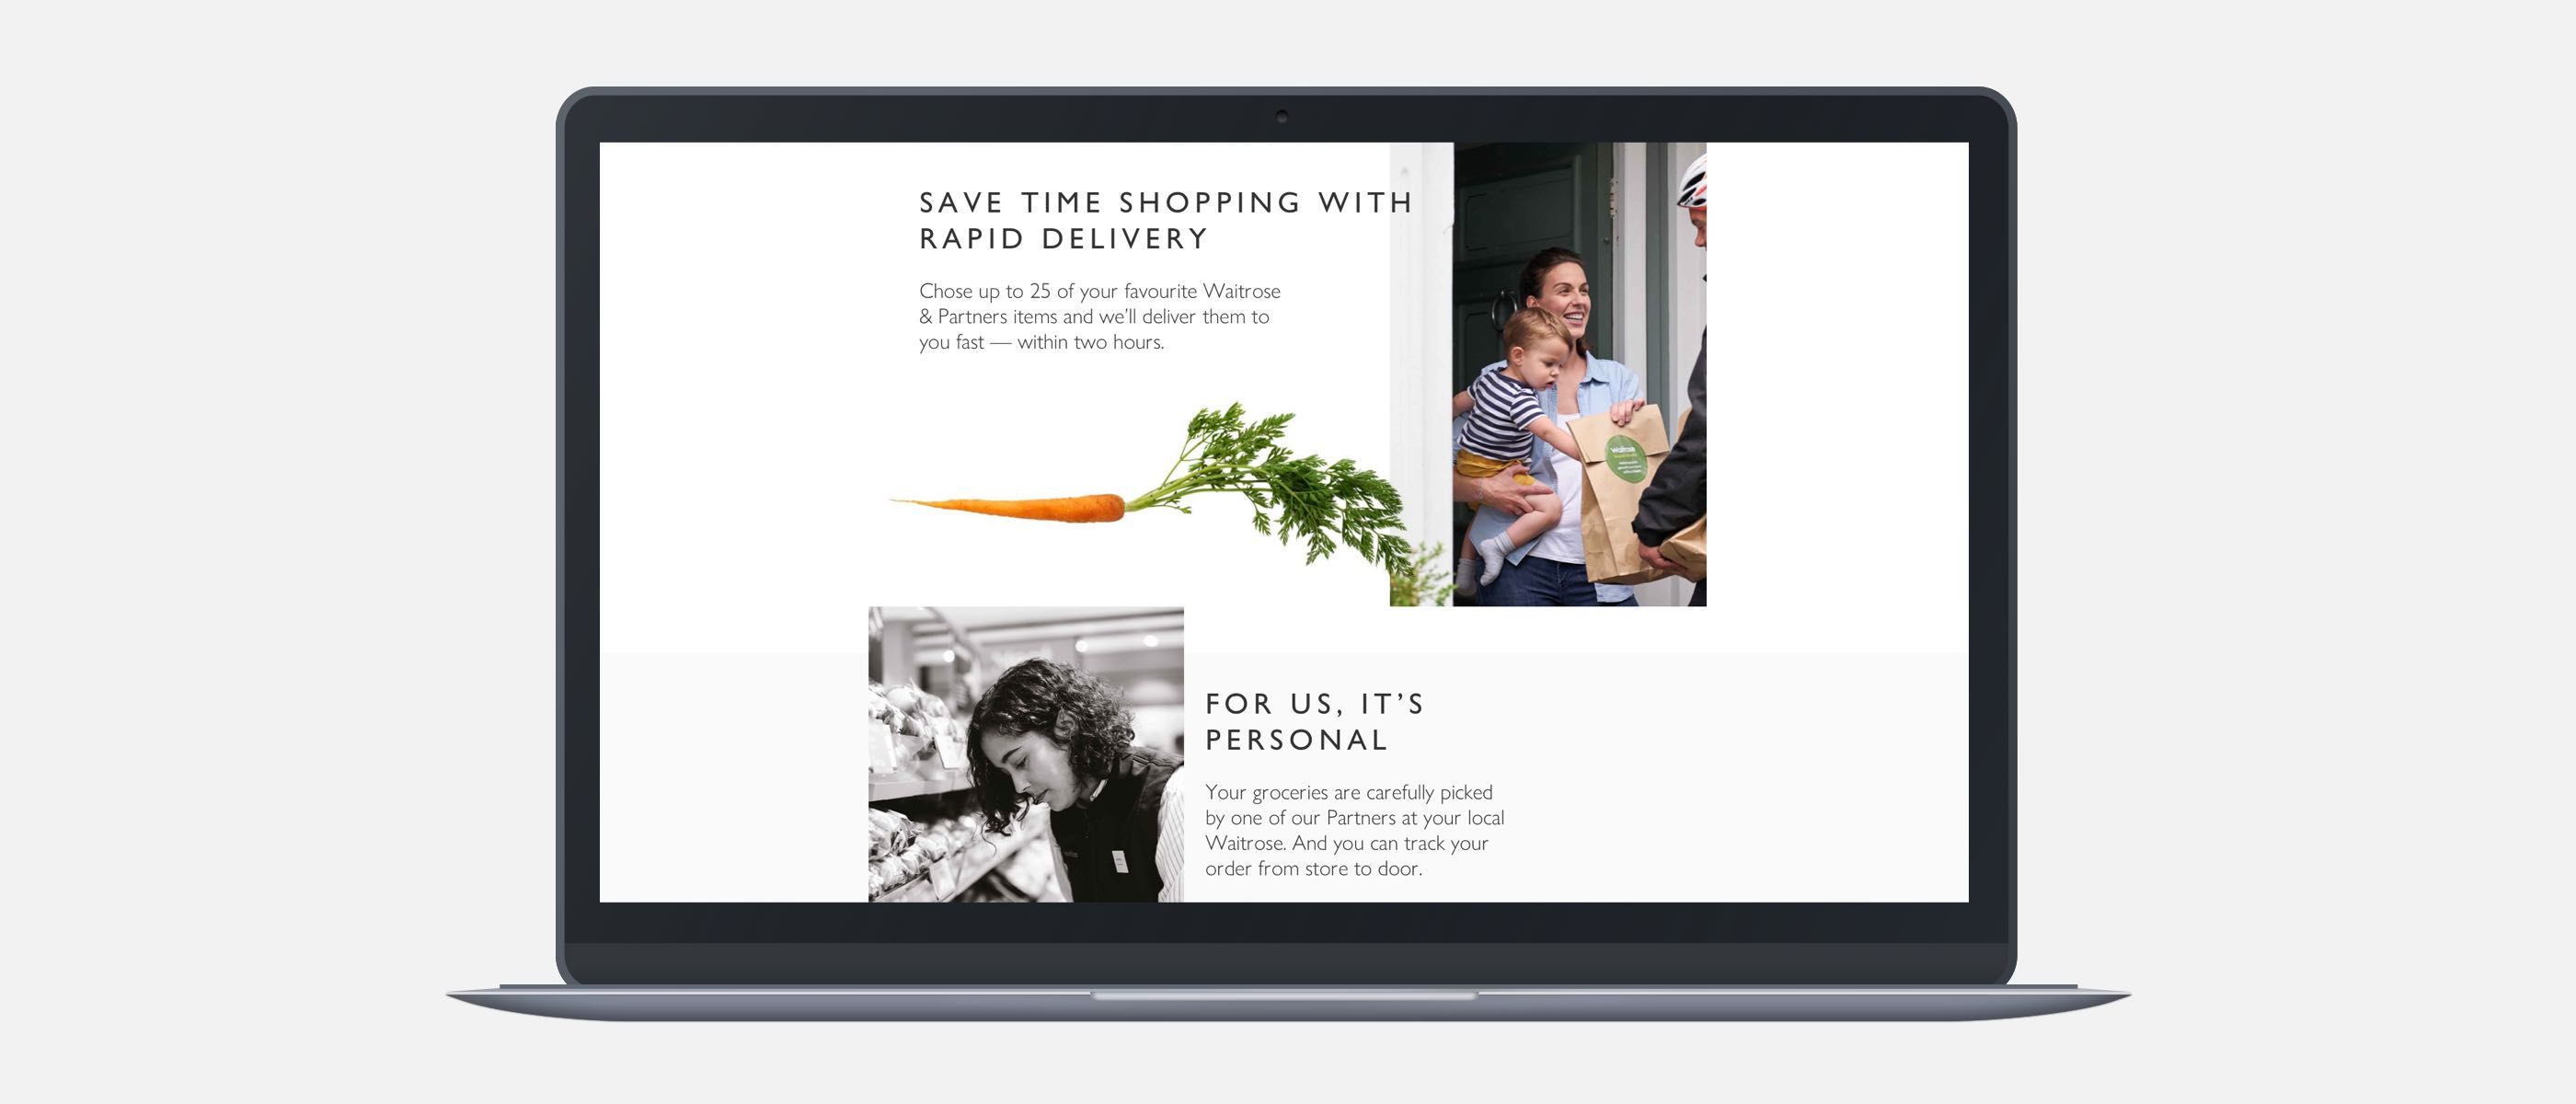 SAVE TIME SHOPPING WITH
RAPID DELIVERY
Chose up to 25 of your favourite Waitrose
& Partners items and we’ll deliver them to
you fast — within two hours.
Waitrose
FOR US, IT’S
PERSONAL
Your groceries are carefully picked
by one of our Partners at your local
Waitrose. And you can track your
order from store to door.